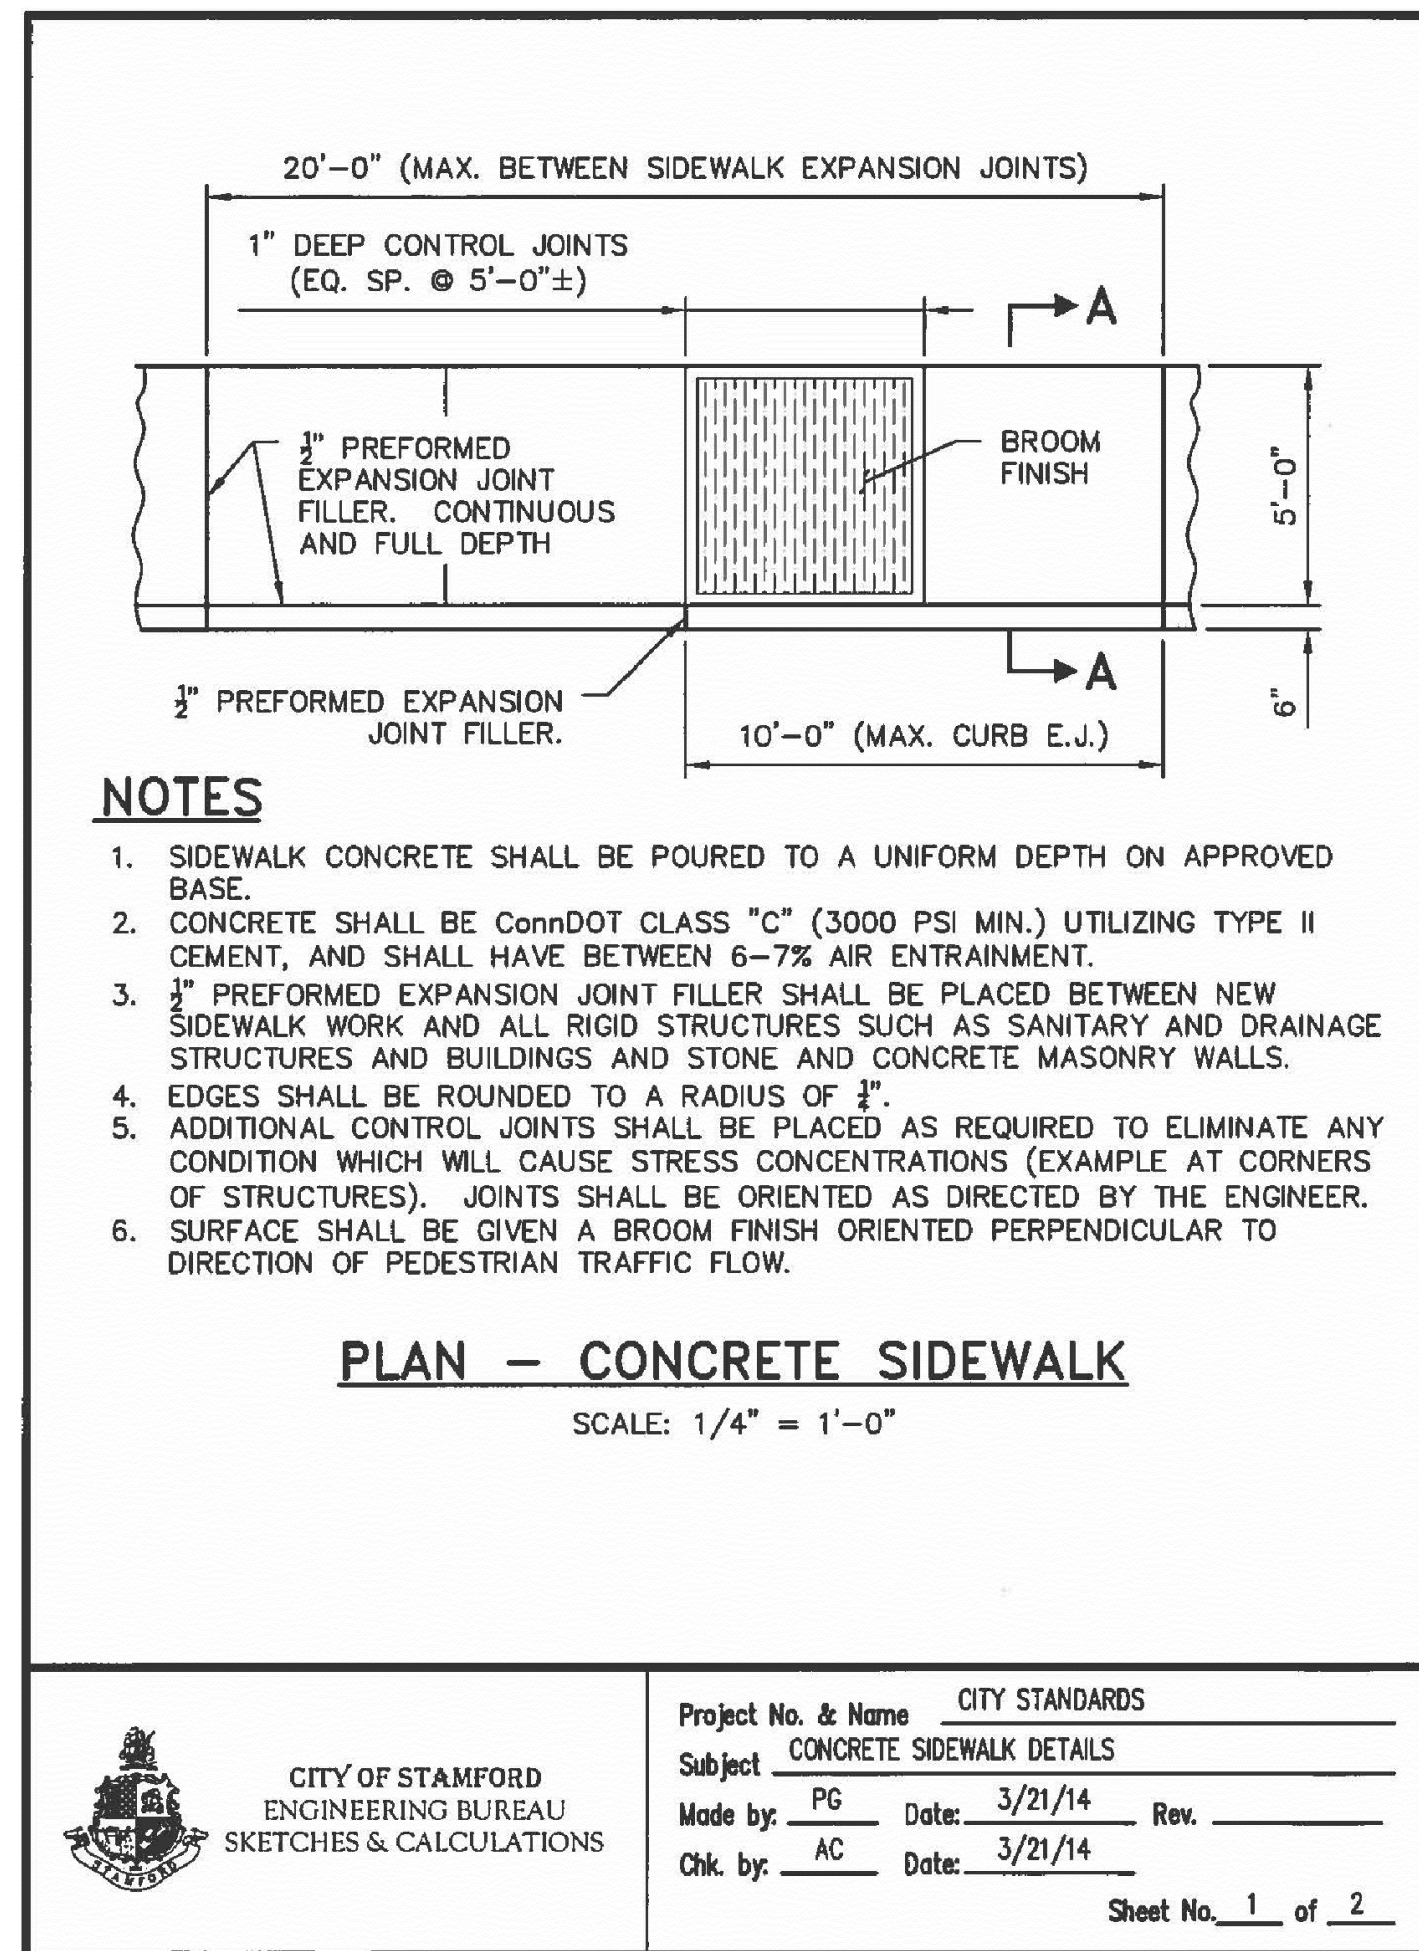 20'-0" (MAX. BETWEEN SIDEWALK EXPANSION JOINTS)
1" DEEP CONTROL JOINTS
(EQ. SP. @ 5'-0"±)
A
½" PREFORMED
EXPANSION JOINT
FILLER. CONTINUOUS
AND FULL DEPTH
BROOM
FINISH
5'-0"
A
½" PREFORMED EXPANSION
JOINT FILLER.
10'-0" (MAX. CURB E.J.)
6"
NOTES
1. SIDEWALK CONCRETE SHALL BE POURED TO A UNIFORM DEPTH ON APPROVED
BASE.
2. CONCRETE SHALL BE ConnDOT CLASS "C" (3000 PSI MIN.) UTILIZING TYPE II
CEMENT, AND SHALL HAVE BETWEEN 6-7% AIR ENTRAINMENT.
3. ½" PREFORMED EXPANSION JOINT FILLER SHALL BE PLACED BETWEEN NEW
SIDEWALK WORK AND ALL RIGID STRUCTURES SUCH AS SANITARY AND DRAINAGE
STRUCTURES AND BUILDINGS AND STONE AND CONCRETE MASONRY WALLS.
4. EDGES SHALL BE ROUNDED TO A RADIUS OF ¼".
5. ADDITIONAL CONTROL JOINTS SHALL BE PLACED AS REQUIRED TO ELIMINATE ANY
CONDITION WHICH WILL CAUSE STRESS CONCENTRATIONS (EXAMPLE AT CORNERS
OF STRUCTURES). JOINTS SHALL BE ORIENTED AS DIRECTED BY THE ENGINEER.
6. SURFACE SHALL BE GIVEN A BROOM FINISH ORIENTED PERPENDICULAR TO
DIRECTION OF PEDESTRIAN TRAFFIC FLOW.
PLAN - CONCRETE SIDEWALK
SCALE: 1/4" = 1'-0"
STAMFORD
CITY OF STAMFORD
ENGINEERING BUREAU
SKETCHES & CALCULATIONS
Project No. & Name CITY STANDARDS
Subject CONCRETE SIDEWALK DETAILS
Made by: PG Date: 3/21/14 Rev.
Chk. by: AC Date: 3/21/14
Sheet No. 1 of 2